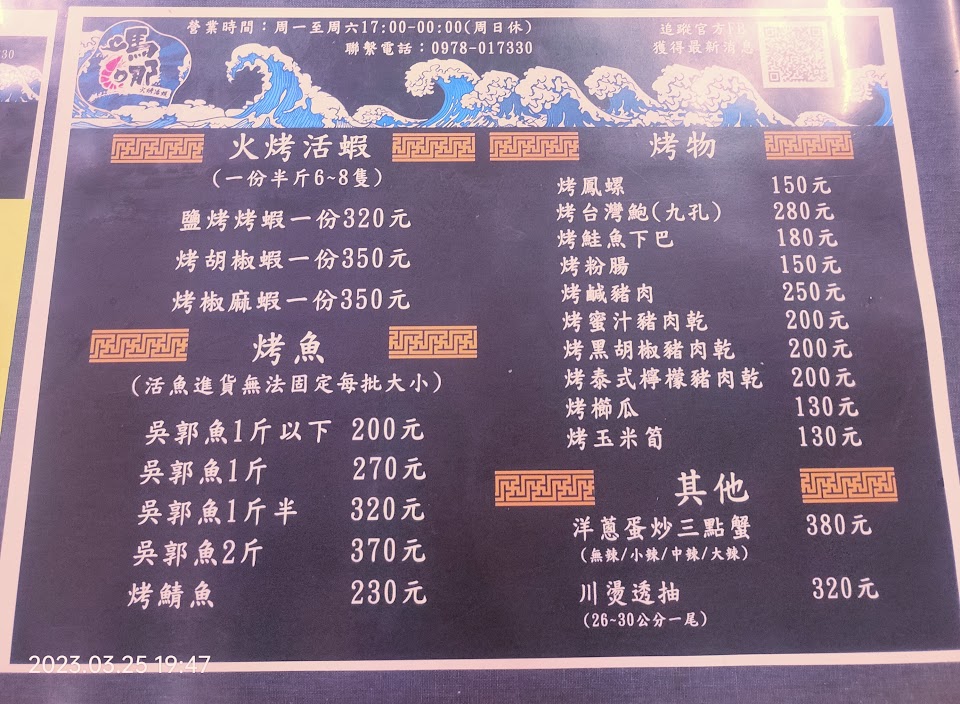 營業時間：周一至周六17:00-00:00(周日休)
聯繫電話：0978-017330
追蹤官方FB
獲得最新消息
嗎哪
火烤活蝦
火烤活蝦
(一份半斤6~8隻)
鹽烤烤蝦一份320元
烤胡椒蝦一份350元
烤椒麻蝦一份350元
烤魚
(活魚進貨無法固定每批大小)
吳郭魚1斤以下 200元
吳郭魚1斤 270元
吳郭魚1斤半 320元
吳郭魚2斤 370元
烤鯖魚 230元
烤物
烤鳳螺 150元
烤台灣鮑(九孔) 280元
烤鮭魚下巴 180元
烤粉腸 150元
烤鹹豬肉 250元
烤蜜汁豬肉乾 200元
烤黑胡椒豬肉乾 200元
烤泰式檸檬豬肉乾 200元
烤櫛瓜 130元
烤玉米筍 130元
其他
洋蔥蛋炒三點蟹 380元
(無辣/小辣/中辣/大辣)
川燙透抽 320元
(26~30公分一尾)
2023.03.25 19:47